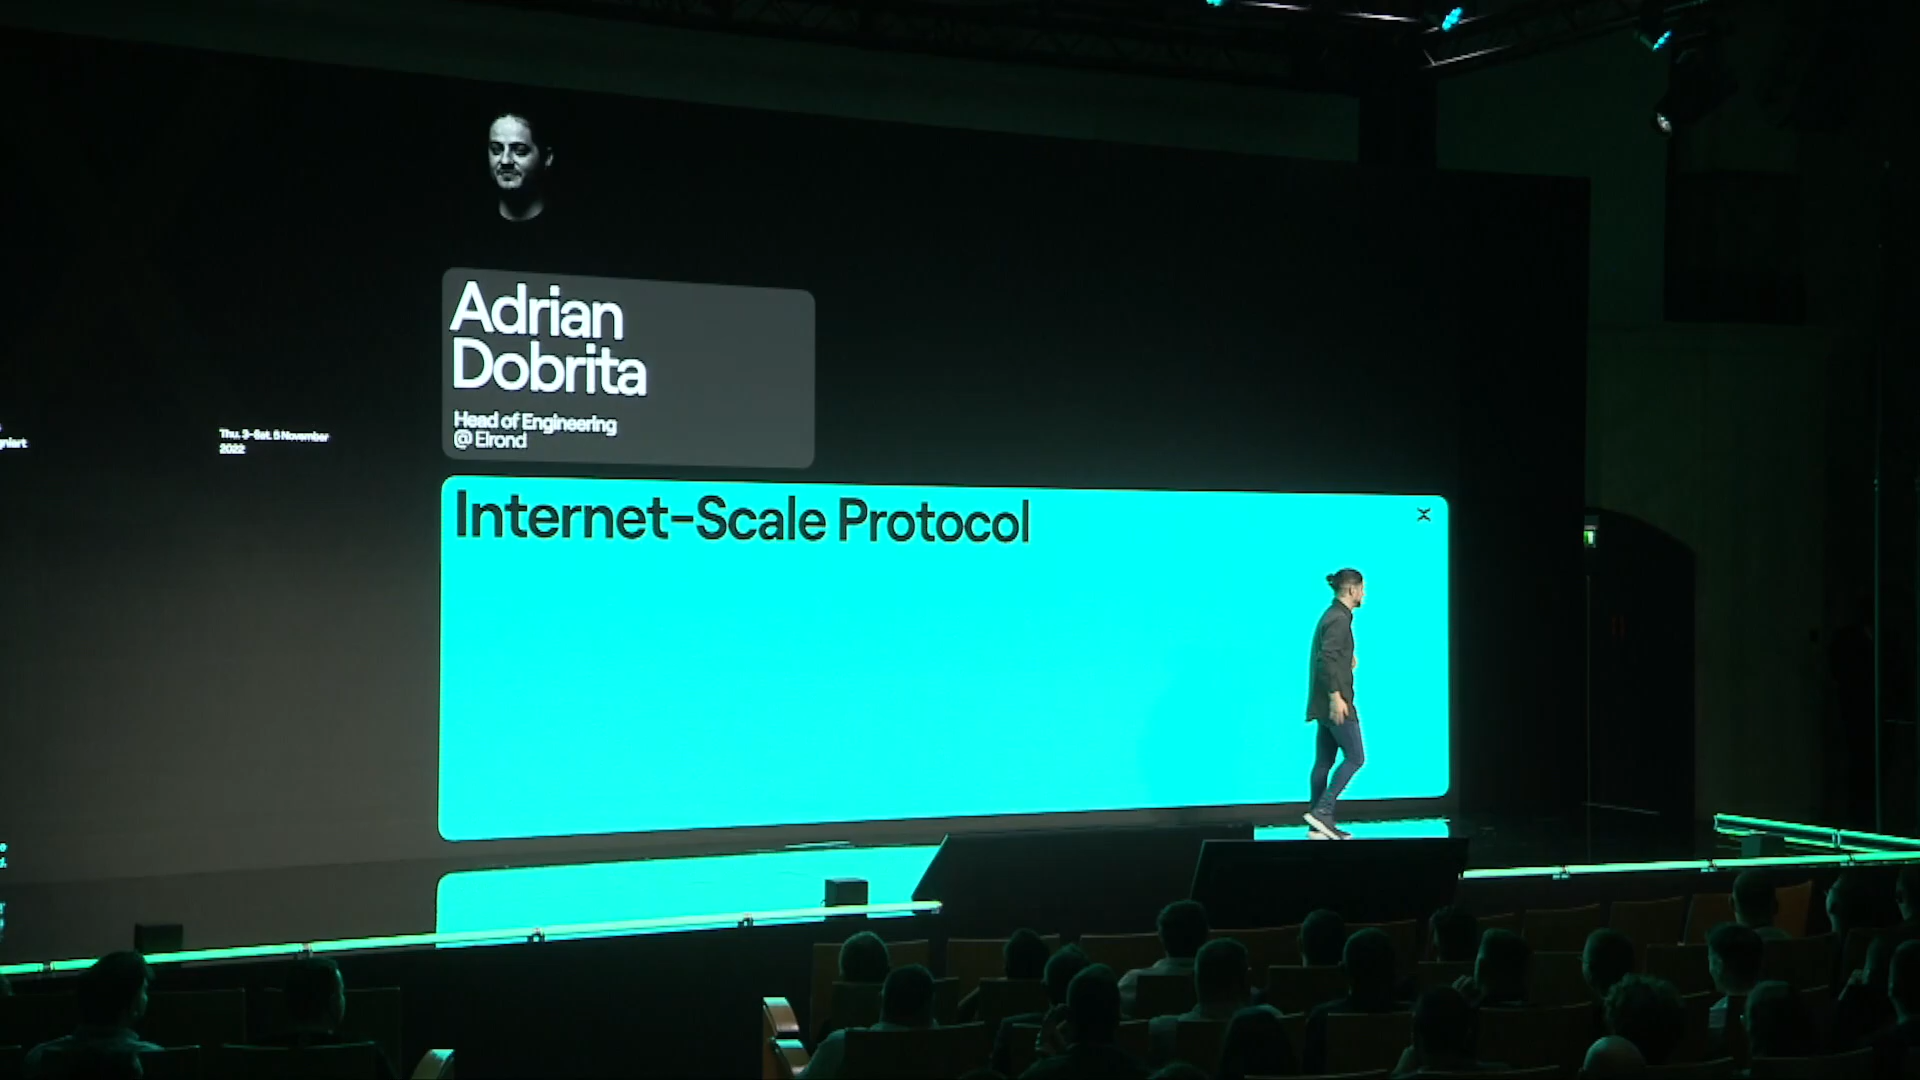 Adrian
Dobrita
Head of Engineering
@ Elrond
Thu. 3-Sat. 5 November
2022
Internet-Scale Protocol